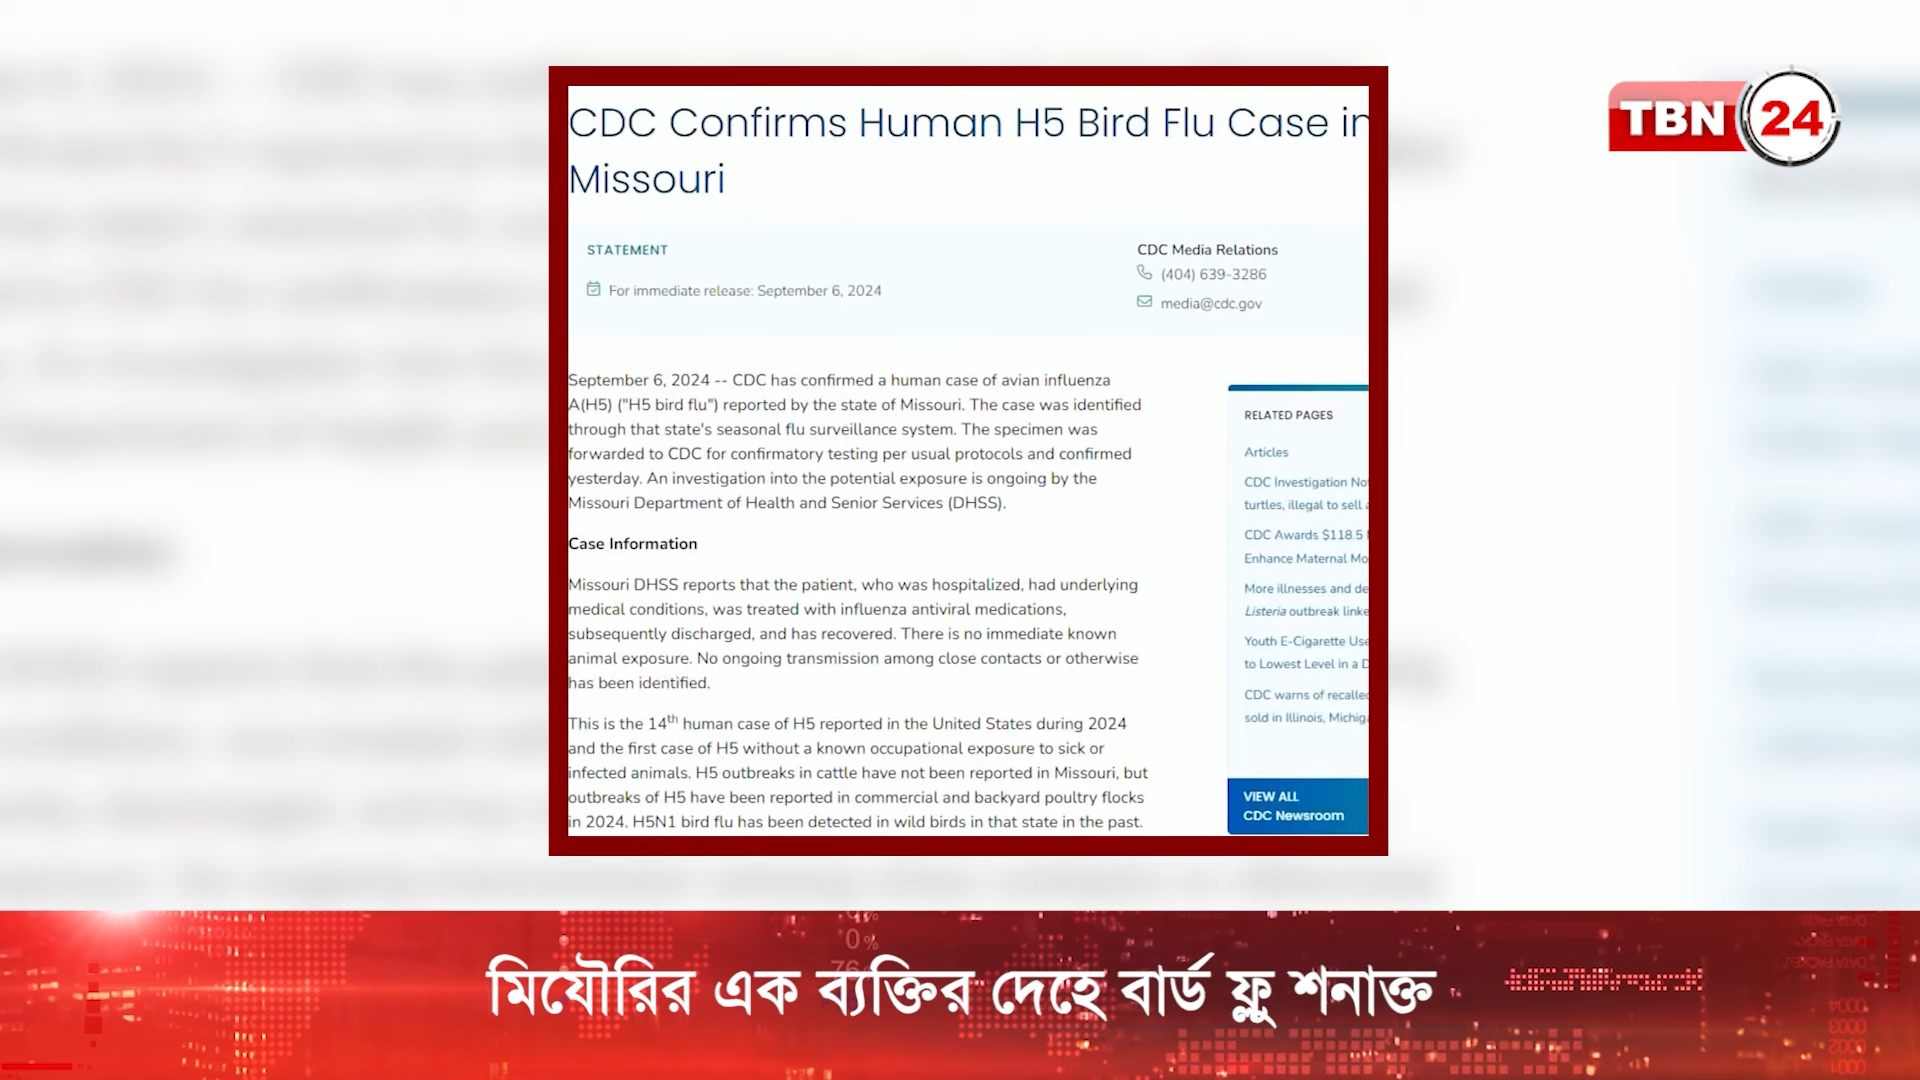 TBN 24
CDC Confirms Human H5 Bird Flu Case in
Missouri
STATEMENT
For immediate release: September 6, 2024
CDC Media Relations
(404) 639-3286
media@cdc.gov
September 6, 2024 -- CDC has confirmed a human case of avian influenza
A(H5) ("H5 bird flu") reported by the state of Missouri. The case was identified
through that state's seasonal flu surveillance system. The specimen was
forwarded to CDC for confirmatory testing per usual protocols and confirmed
yesterday. An investigation into the potential exposure is ongoing by the
Missouri Department of Health and Senior Services (DHSS).
Case Information
Missouri DHSS reports that the patient, who was hospitalized, had underlying
medical conditions, was treated with influenza antiviral medications,
subsequently discharged, and has recovered. There is no immediate known
animal exposure. No ongoing transmission among close contacts or otherwise
has been identified.
This is the 14th human case of H5 reported in the United States during 2024
and the first case of H5 without a known occupational exposure to sick or
infected animals. H5 outbreaks in cattle have not been reported in Missouri, but
outbreaks of H5 have been reported in commercial and backyard poultry flocks
in 2024. H5N1 bird flu has been detected in wild birds in that state in the past.
RELATED PAGES
Articles
CDC Investigation
turtles, illegal to sell
CDC Awards $118.5
Enhance Maternal
More illnesses and
Listeria outbreak
Youth E-Cigarette
to Lowest Level in a
CDC warns of
sold in Illinois,
VIEW ALL
CDC Newsroom
মিযৌরির এক ব্যক্তির দেহে বার্ড ফ্লু শনাক্ত